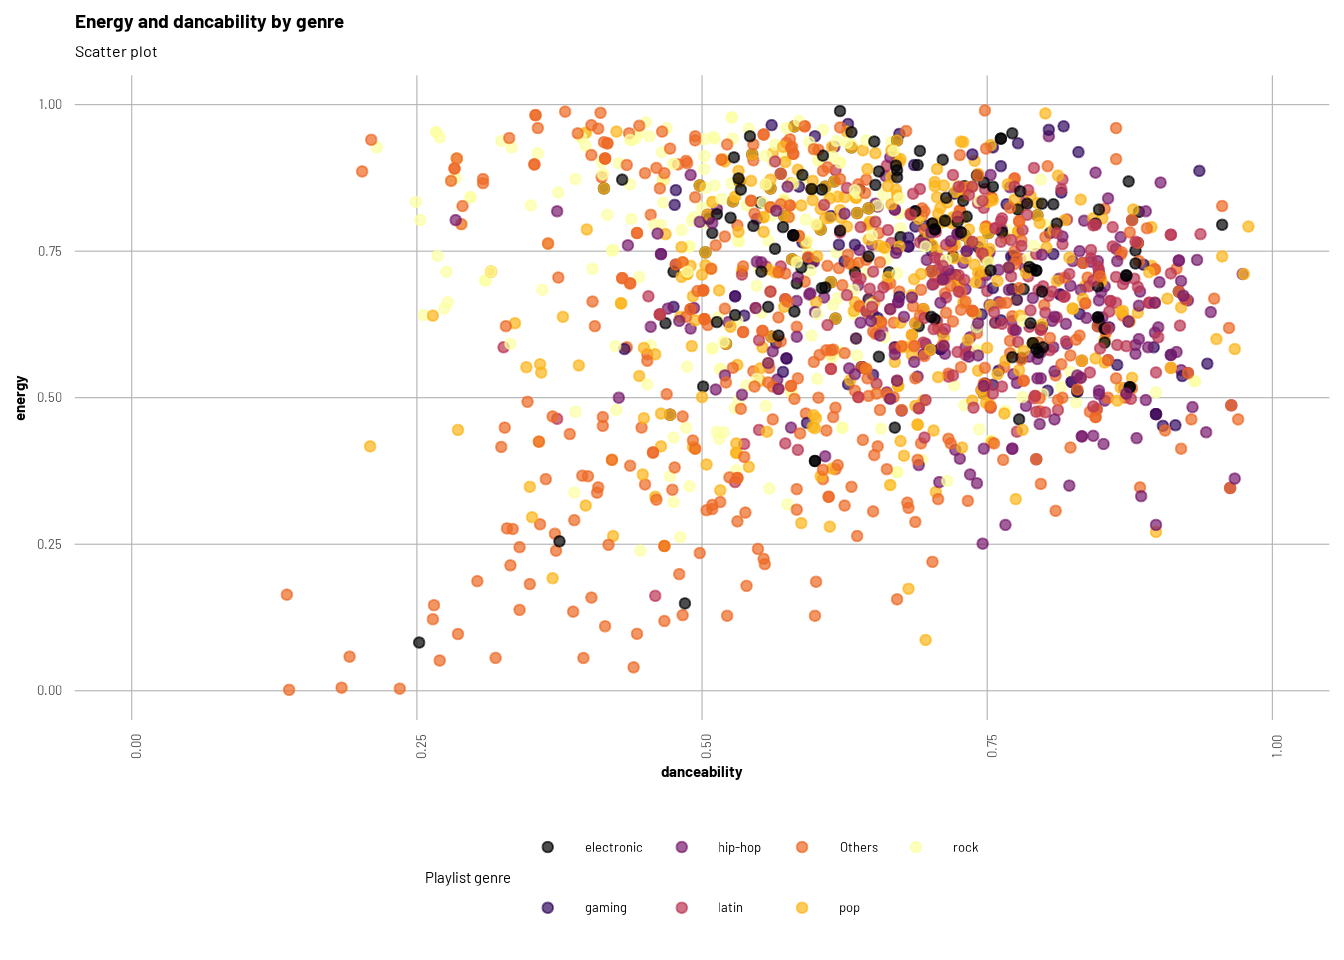 Energy and dancability by genre
Scatter plot
1.00
0.75
0.50
0.25
0.00
energy
0.00
0.25
0.50
0.75
1.00
danceability
Playlist genre
electronic
hip-hop
Others
rock
gaming
latin
pop